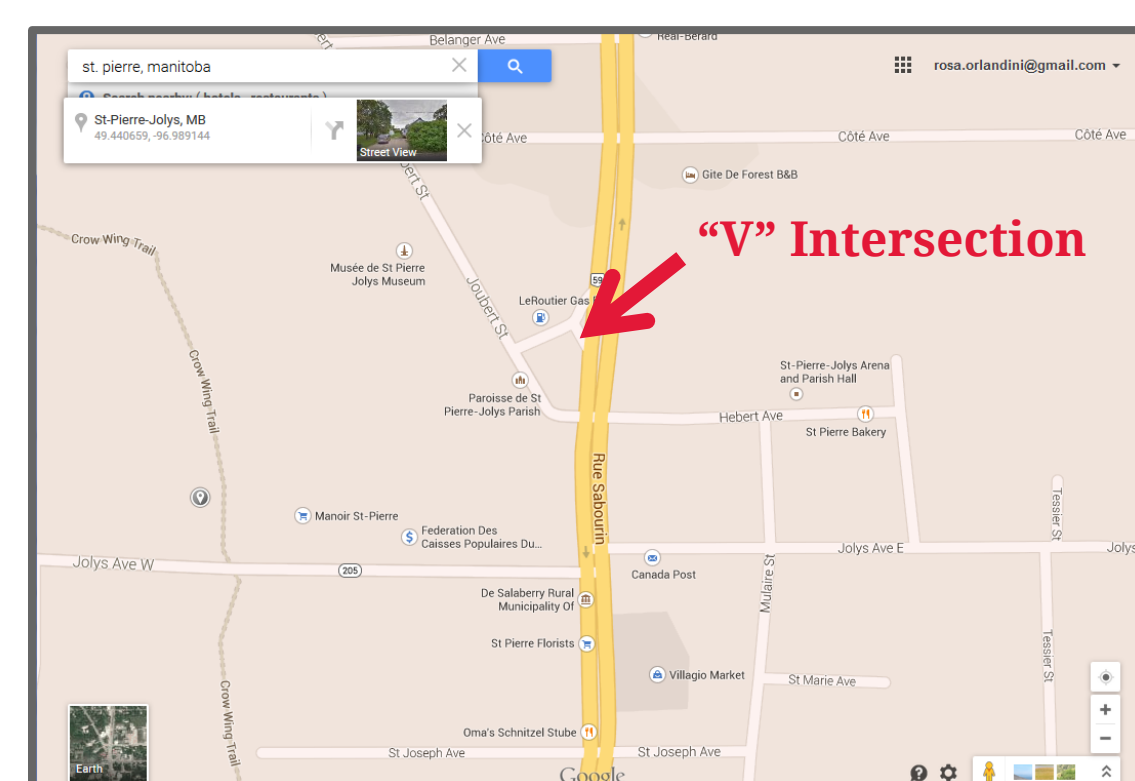 Belanger Ave
Réal-Bérard
st. pierre, manitoba
rosa.orlandini@gmail.com
Search nearby: ( hotels, restaurants )
St-Pierre-Jolys, MB
49.440659, -96.989144
Street View
Côté Ave
Côté Ave
Côté Ave
Gite De Forest B&B
“V” Intersection
Crow Wing Trail
Musée de St Pierre
Jolys Museum
Joubert St
59
LeRoutier Gas
Crow Wing Trail
St-Pierre-Jolys Arena
and Parish Hall
Paroisse de St
Pierre-Jolys Parish
Hebert Ave
St Pierre Bakery
Rue Sabourin
Tessier St
Manoir St-Pierre
Federation Des
Caisses Populaires Du...
Jolys Ave E
Jolys
Jolys Ave W
205
Canada Post
Mulaire St
De Salaberry Rural
Municipality Of
St Pierre Florists
Tessier St
Villagio Market
St Marie Ave
Crow Wing Trail
Oma's Schnitzel Stube
St Joseph Ave
St Joseph Ave
Earth
Google